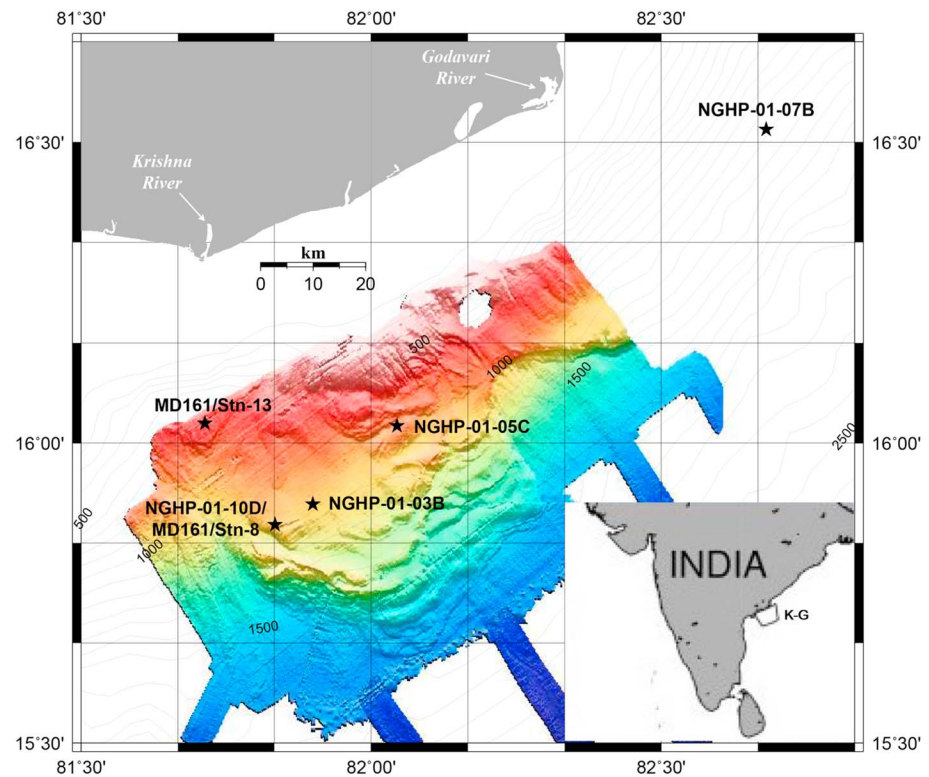 81°30'
82°00'
82°30'
Godavari
River
NGHP-01-07B
16°30'
16°30'
Krishna
River
km
0 10 20
500
1000
1500
MD161/Stn-13
NGHP-01-05C
16°00'
16°00'
2500
NGHP-01-03B
NGHP-01-10D/
MD161/Stn-8
500
1000
INDIA
K-G
1500
15°30'
15°30'
81°30'
82°00'
82°30'